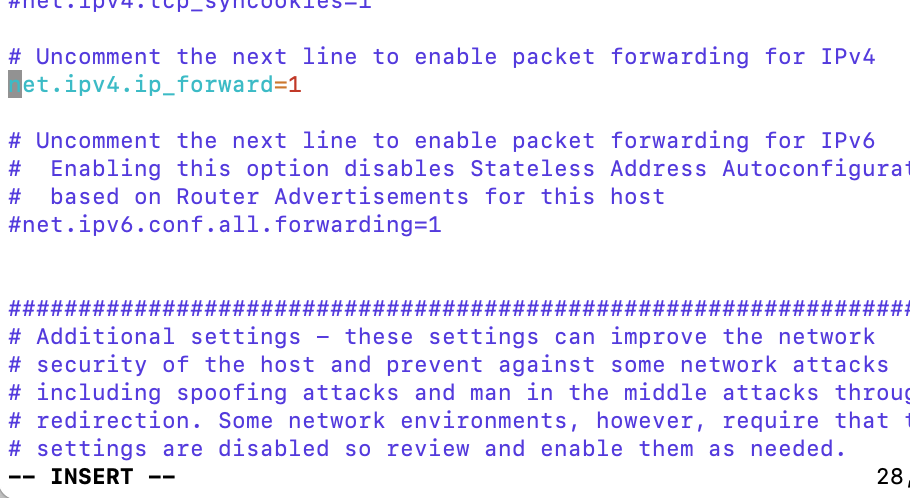 #net.ipv4.tcp_syncookies=1
# Uncomment the next line to enable packet forwarding for IPv4
net.ipv4.ip_forward=1
# Uncomment the next line to enable packet forwarding for IPv6
#  Enabling this option disables Stateless Address Autoconfigurat
#  based on Router Advertisements for this host
#net.ipv6.conf.all.forwarding=1
###################################################################
# Additional settings – these settings can improve the network
# security of the host and prevent against some network attacks
# including spoofing attacks and man in the middle attacks throug
# redirection. Some network environments, however, require that t
# settings are disabled so review and enable them as needed.
-- INSERT --                                                  28,